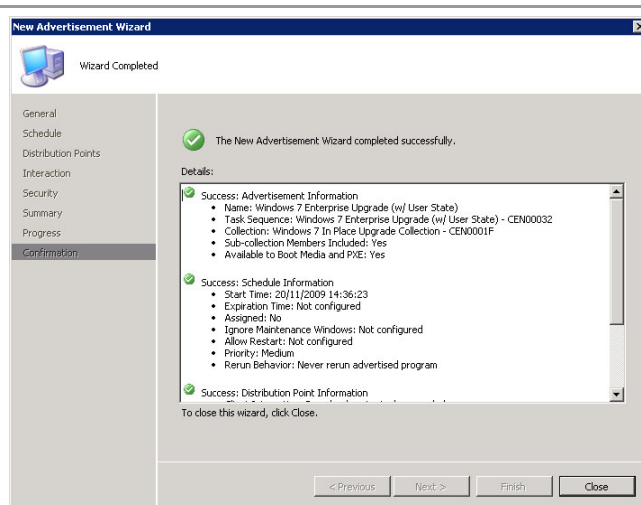 New Advertisement Wizard
Wizard Completed
General
Schedule
Distribution Points
Interaction
Security
Summary
Progress
Confirmation
The New Advertisement Wizard completed successfully.
Details:
Success: Advertisement Information
• Name: Windows 7 Enterprise Upgrade (w/ User State)
• Task Sequence: Windows 7 Enterprise Upgrade (w/ User State) - CEN00032
• Collection: Windows 7 In Place Upgrade Collection - CEN0001F
• Sub-collection Members Included: Yes
• Available to Boot Media and PXE: Yes
Success: Schedule Information
• Start Time: 20/11/2009 14:36:23
• Expiration Time: Not configured
• Assigned: No
• Ignore Maintenance Windows: Not configured
• Allow Restart: Not configured
• Priority: Medium
• Rerun Behavior: Never rerun advertised program
Success: Distribution Point Information
To close this wizard, click Close.
< Previous
Next >
Finish
Close